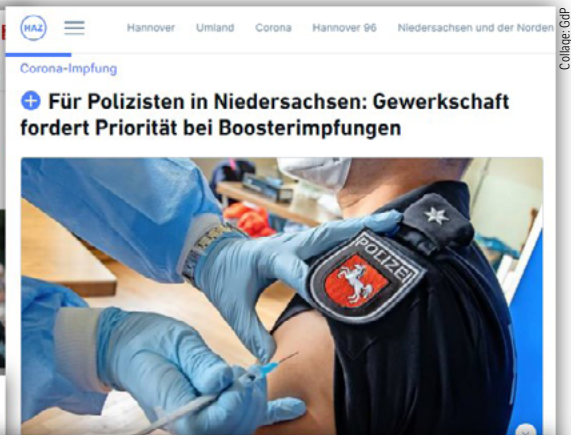 HAZ
Hannover Umland Corona Hannover 96 Niedersachsen und der Norden
Corona-Impfung
Für Polizisten in Niedersachsen: Gewerkschaft
fordert Priorität bei Boosterimpfungen
POLIZEI
Collage: GdP